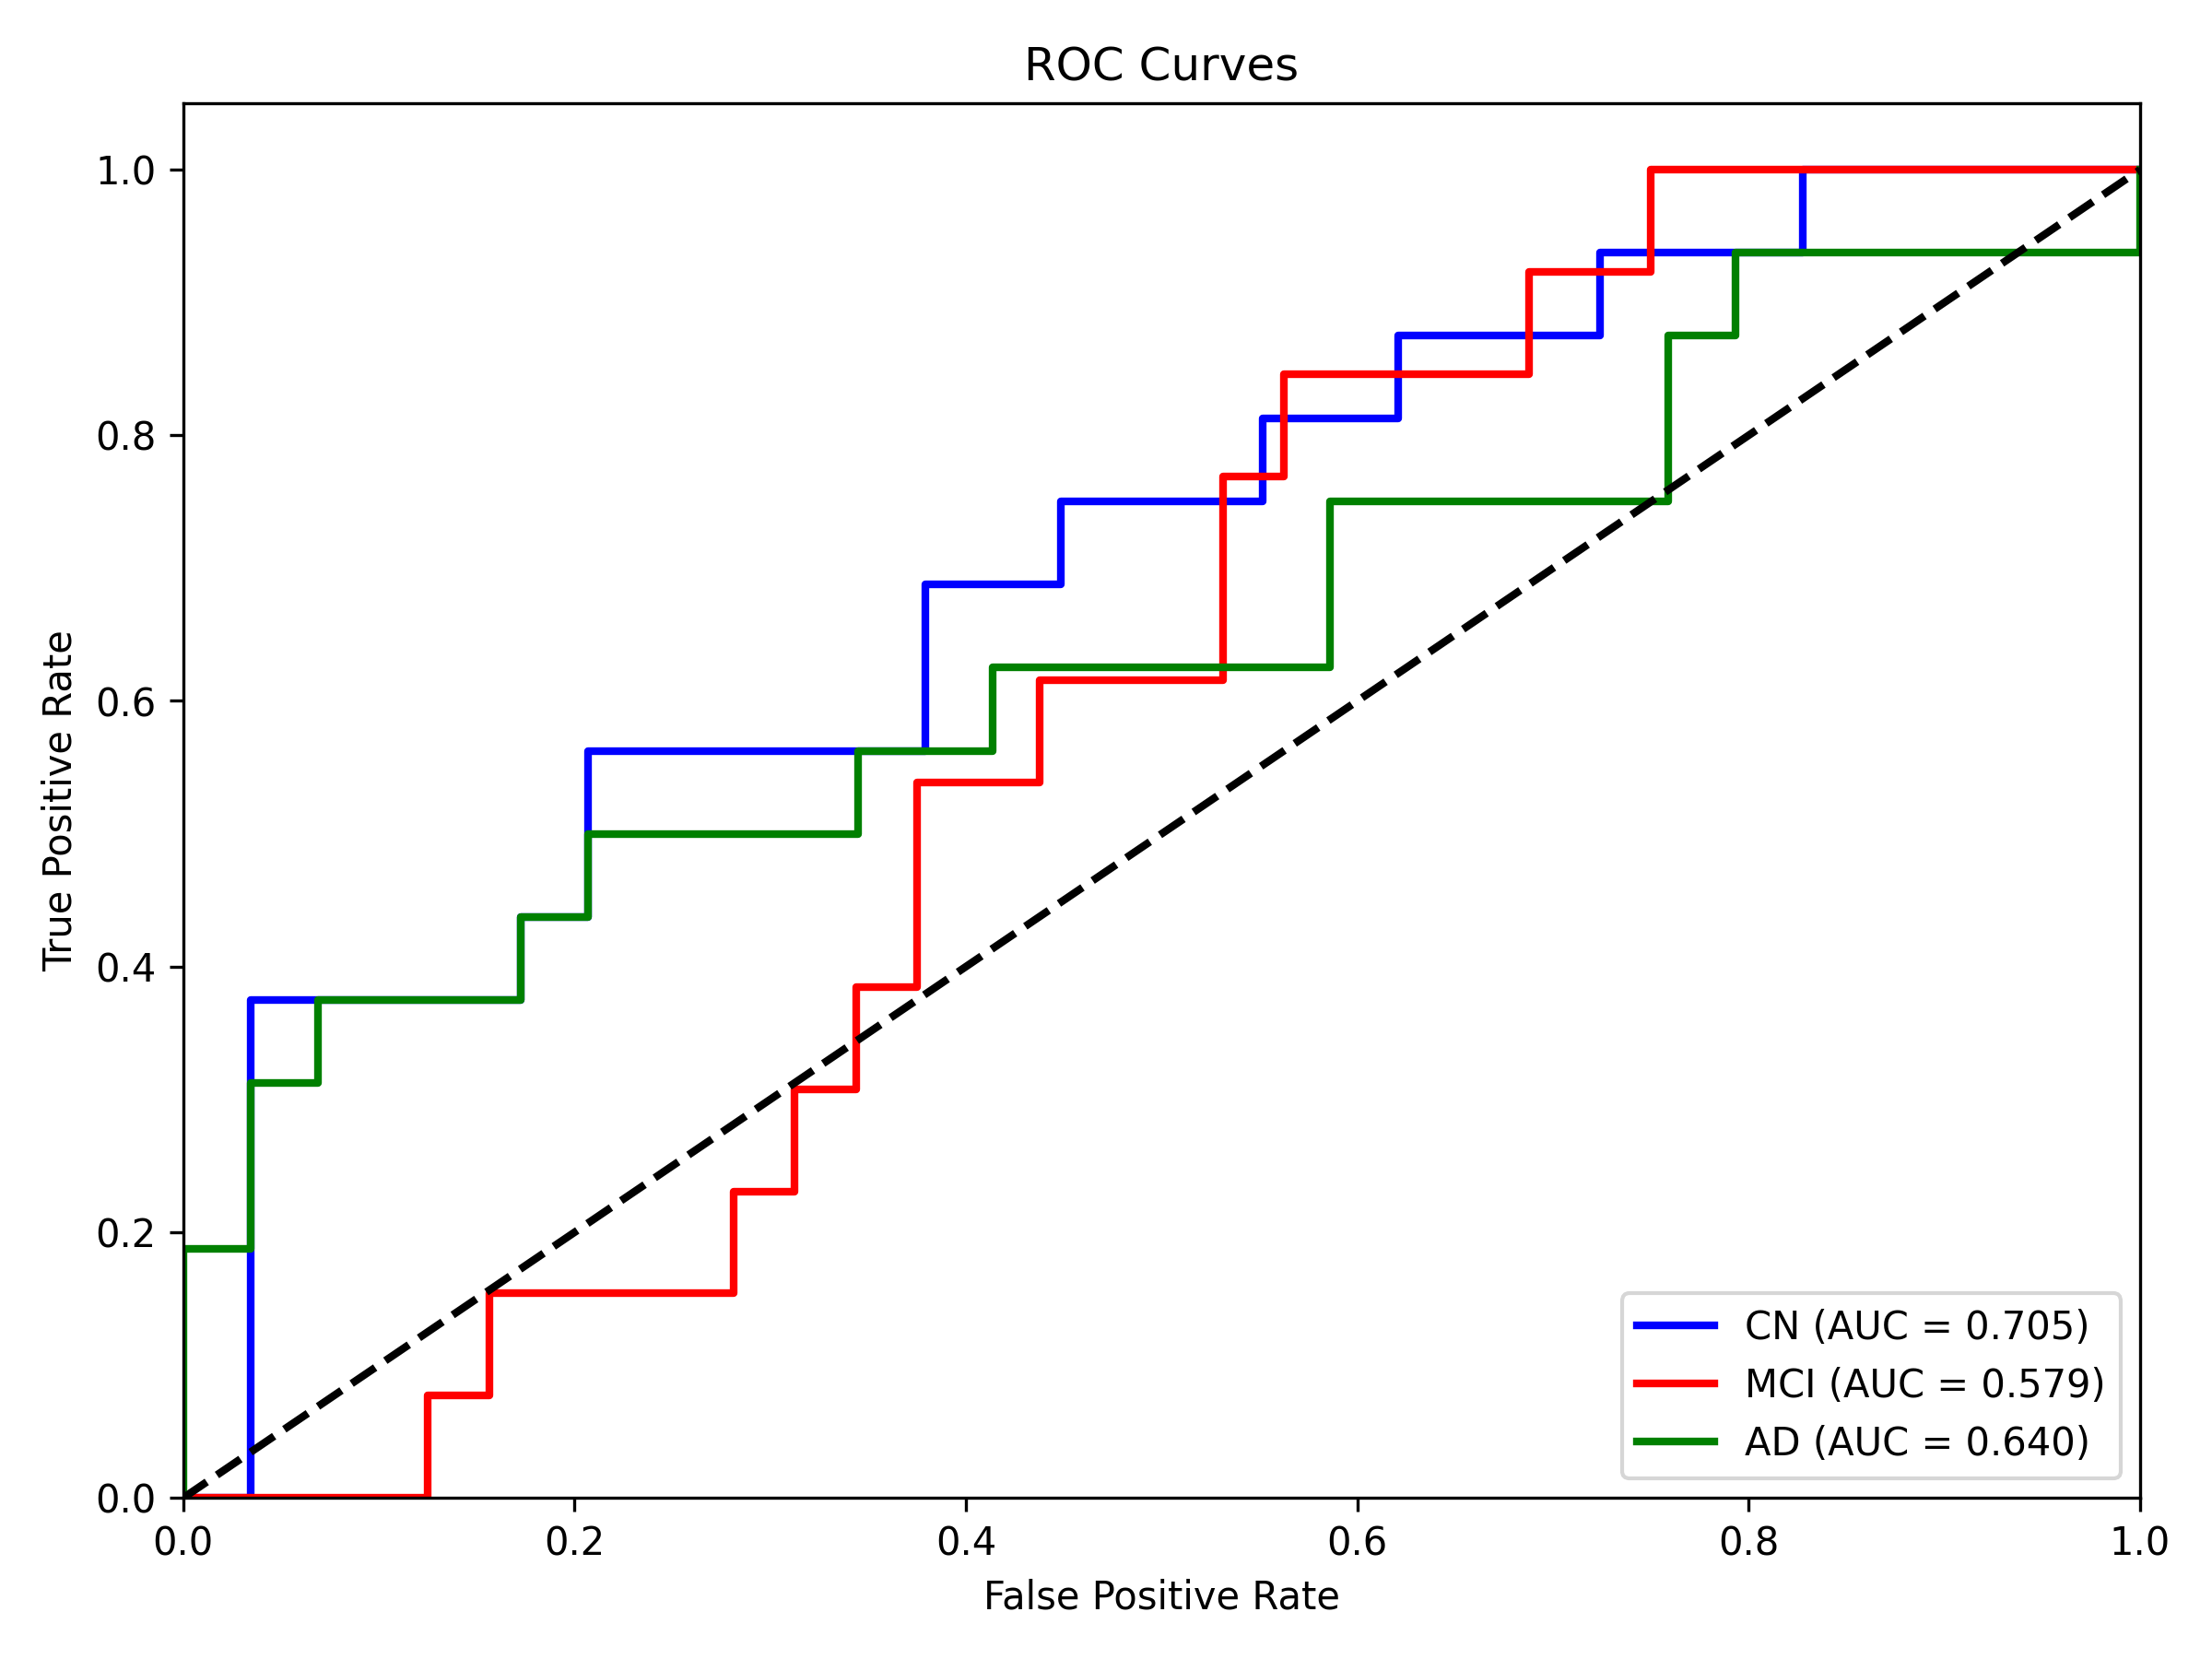 ROC Curves
1.0
0.8
0.6
0.4
0.2
0.0
True Positive Rate
0.0 0.2 0.4 0.6 0.8 1.0
False Positive Rate
CN (AUC = 0.705)
MCI (AUC = 0.579)
AD (AUC = 0.640)